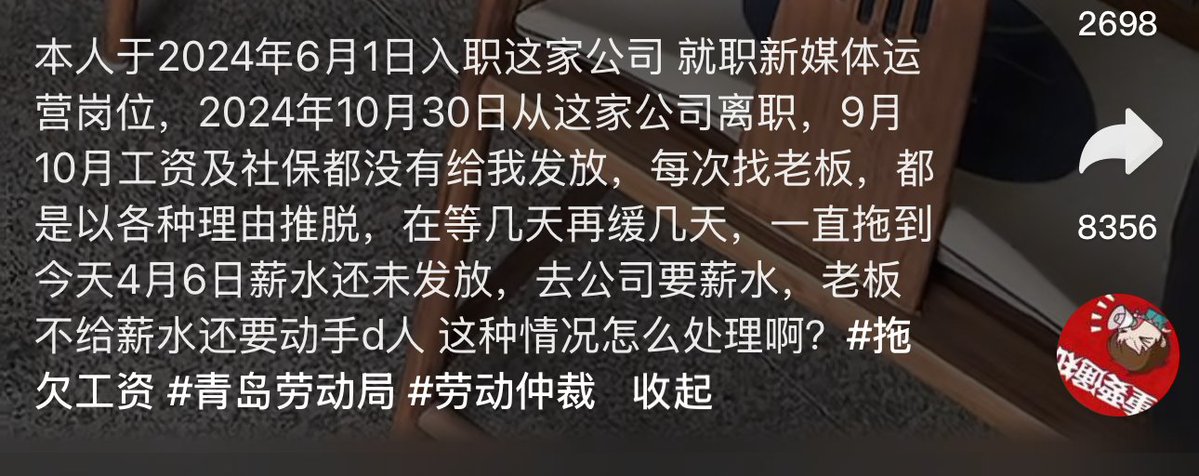 2698
本人于2024年6月1日入职这家公司 就职新媒体运
营岗位，2024年10月30日从这家公司离职，9月
10月工资及社保都没有给我发放，每次找老板，都
是以各种理由推脱，在等几天再缓几天，一直拖到
今天4月6日薪水还未发放，去公司要薪水，老板
不给薪水还要动手d人 这种情况怎么处理啊？#拖
欠工资 #青岛劳动局 #劳动仲裁 收起
8356
重要通知